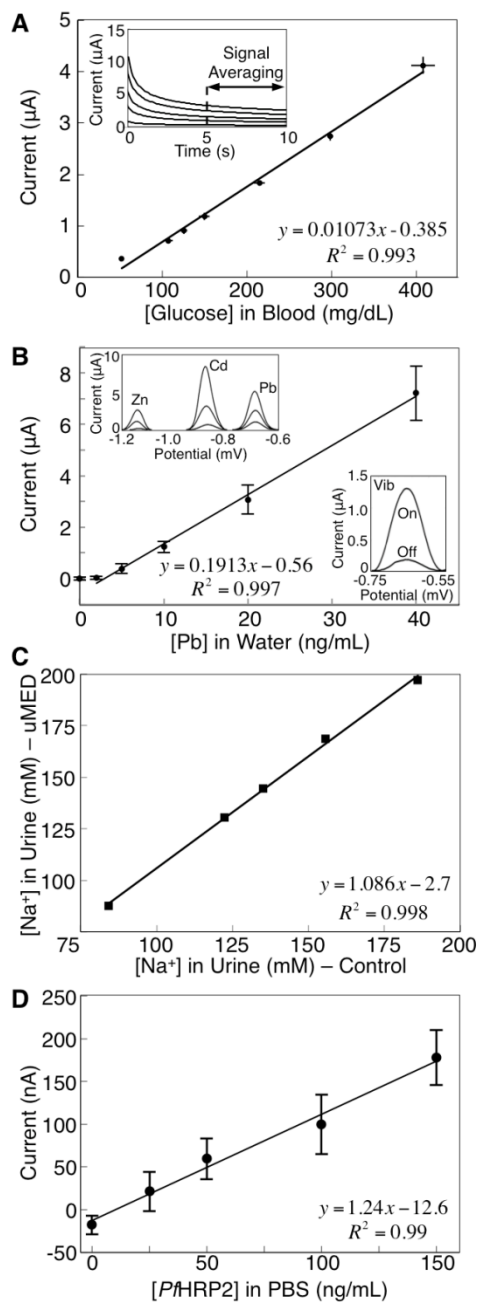 A
15
10
5
0
Current (μA)
0
5
10
Time (s)
Signal
Averaging
5
4
3
2
1
0
Current (μA)
y = 0.01073x - 0.385
R² = 0.993
0
100
200
300
400
[Glucose] in Blood (mg/dL)
B
10
5
0
Current (μA)
Zn
Cd
Pb
-1.2
-1.0
-0.8
-0.6
Potential (mV)
8
6
4
2
0
Current (μA)
1.5
1.0
0.5
0
Current (μA)
Vib
On
Off
-0.75
-0.55
Potential (mV)
y = 0.1913x - 0.56
R² = 0.997
0
10
20
30
40
[Pb] in Water (ng/mL)
C
200
175
150
125
100
75
[Na⁺] in Urine (mM) – uMED
y = 1.086x - 2.7
R² = 0.998
75
100
125
150
175
200
[Na⁺] in Urine (mM) – Control
D
250
200
150
100
50
0
-50
Current (nA)
y = 1.24x - 12.6
R² = 0.99
0
50
100
150
[PfHRP2] in PBS (ng/mL)